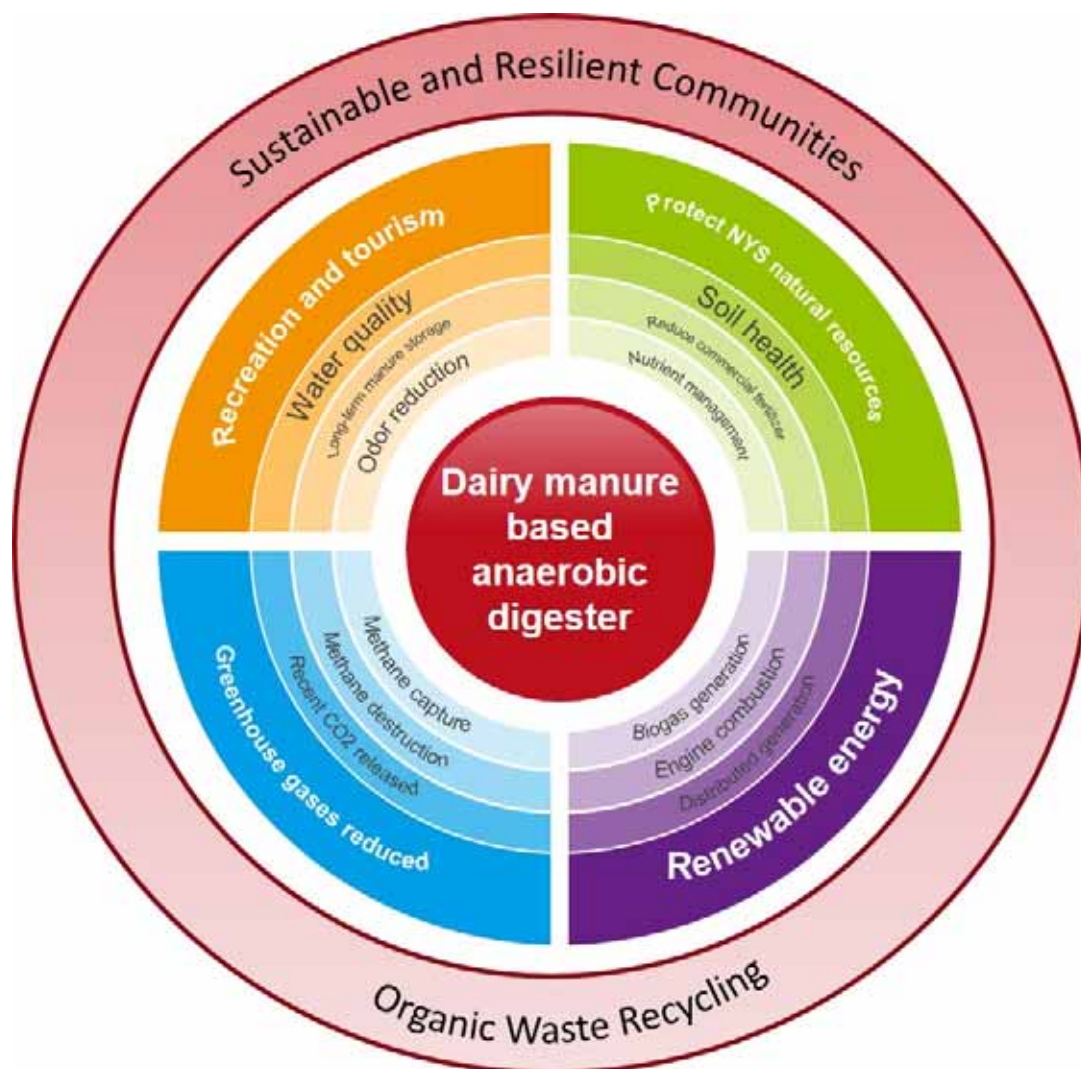 Sustainable and Resilient Communities
Recreation and tourism
Water quality
Long-term manure storage
Odor reduction
Protect NYS natural resources
Soil health
Reduce commercial fertilizer
Nutrient management
Dairy manure
based
anaerobic
digester
Methane capture
Methane destruction
Recent CO2 released
Greenhouse gases reduced
Biogas generation
Engine combustion
Distributed generation
Renewable energy
Organic Waste Recycling